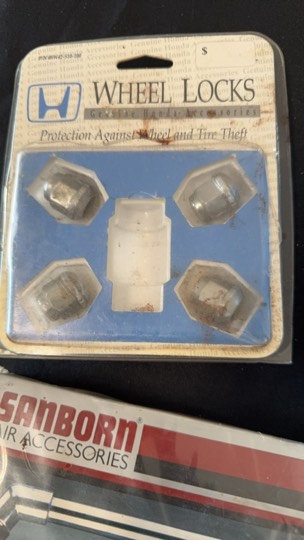 $
WHEEL LOCKS
Genuine Honda Accessories
Protection Against Wheel and Tire Theft
SANBORN
AIR ACCESSORIES